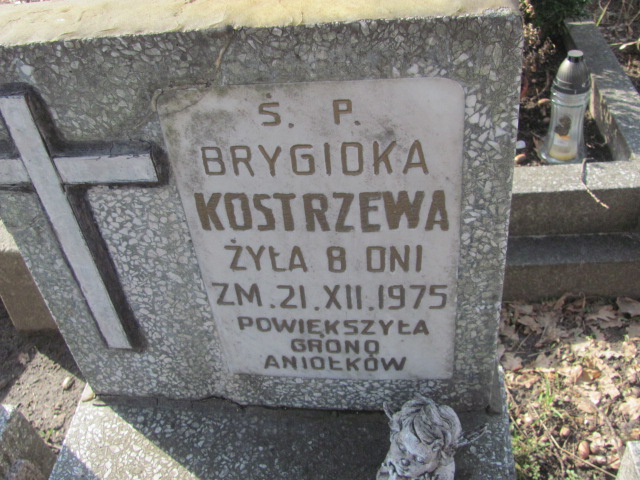 Ś. P.
BRYGIDKA
KOSTRZEWA
ŻYŁA 8 DNI
ZM. 21. XII. 1975
POWIĘKSZYŁA
GRONO
ANIOŁKÓW